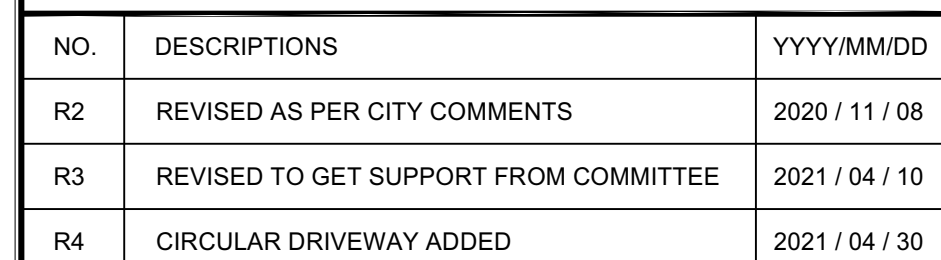 NO. DESCRIPTIONS YYYY/MM/DD
R2 REVISED AS PER CITY COMMENTS 2020 / 11 / 08
R3 REVISED TO GET SUPPORT FROM COMMITTEE 2021 / 04 / 10
R4 CIRCULAR DRIVEWAY ADDED 2021 / 04 / 30